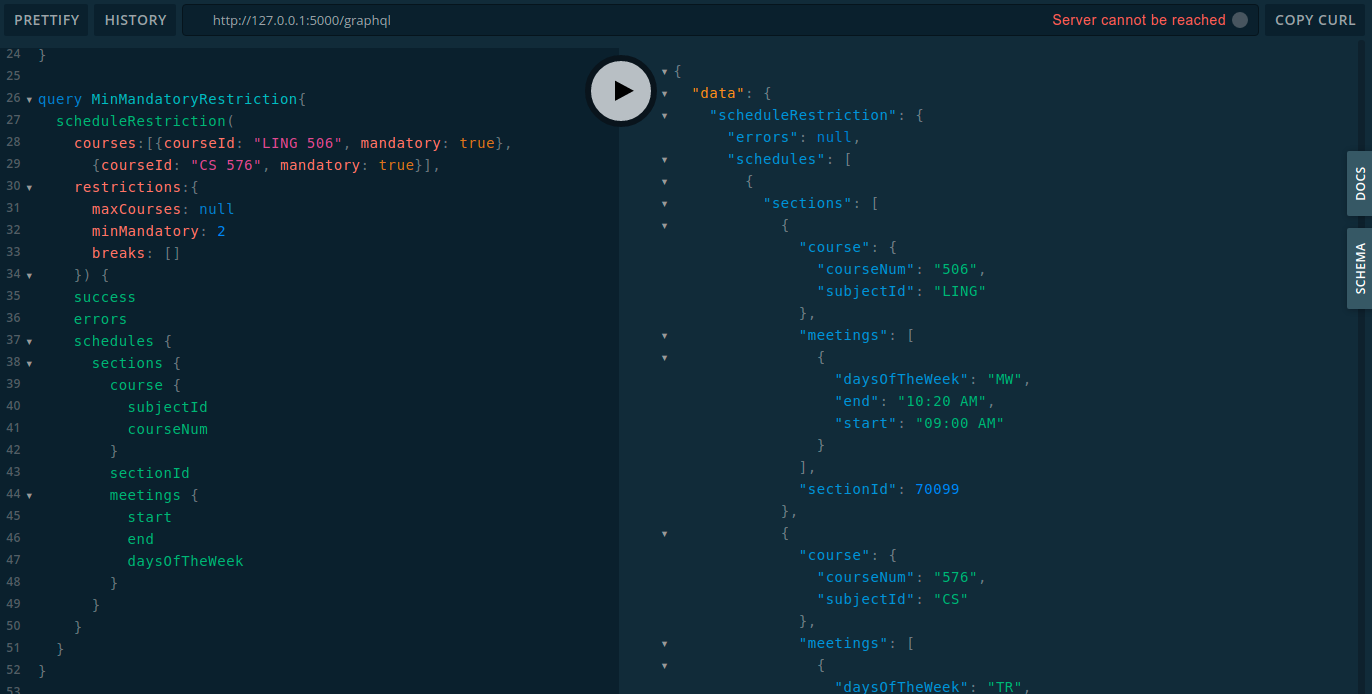 PRETTIFY HISTORY http://127.0.0.1:5000/graphql Server cannot be reached COPY CURL
24 }
25
26 query MinMandatoryRestriction{
27 scheduleRestriction(
28 courses:[{courseId: "LING 506", mandatory: true},
29 {courseId: "CS 576", mandatory: true}],
30 restrictions:{
31 maxCourses: null
32 minMandatory: 2
33 breaks: []
34 }) {
35 success
36 errors
37 schedules {
38 sections {
39 course {
40 subjectId
41 courseNum
42 }
43 sectionId
44 meetings {
45 start
46 end
47 daysOfTheWeek
48 }
49 }
50 }
51 }
52 }
53
{
"data": {
"scheduleRestriction": {
"errors": null,
"schedules": [
{
"sections": [
{
"course": {
"courseNum": "506",
"subjectId": "LING"
},
"meetings": [
{
"daysOfTheWeek": "MW",
"end": "10:20 AM",
"start": "09:00 AM"
}
],
"sectionId": 70099
},
{
"course": {
"courseNum": "576",
"subjectId": "CS"
},
"meetings": [
{
"daysOfTheWeek": "TR",
DOCS
SCHEMA